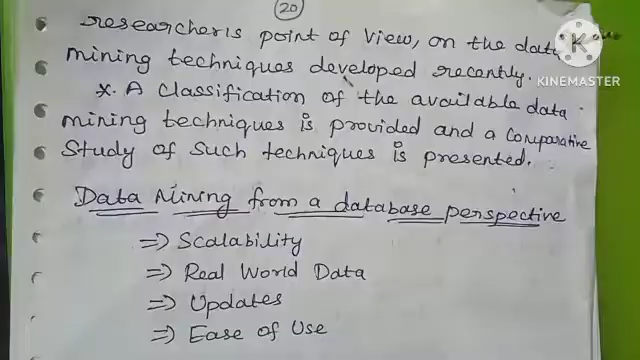 20
researcher's point of view, on the data
mining techniques developed recently.
*. A classification of the available data
mining techniques is provided and a comparative
study of such techniques is presented.
Data Mining from a database perspective
=> Scalability
=> Real World Data
=> Updates
=> Ease of Use
K
KINEMASTER